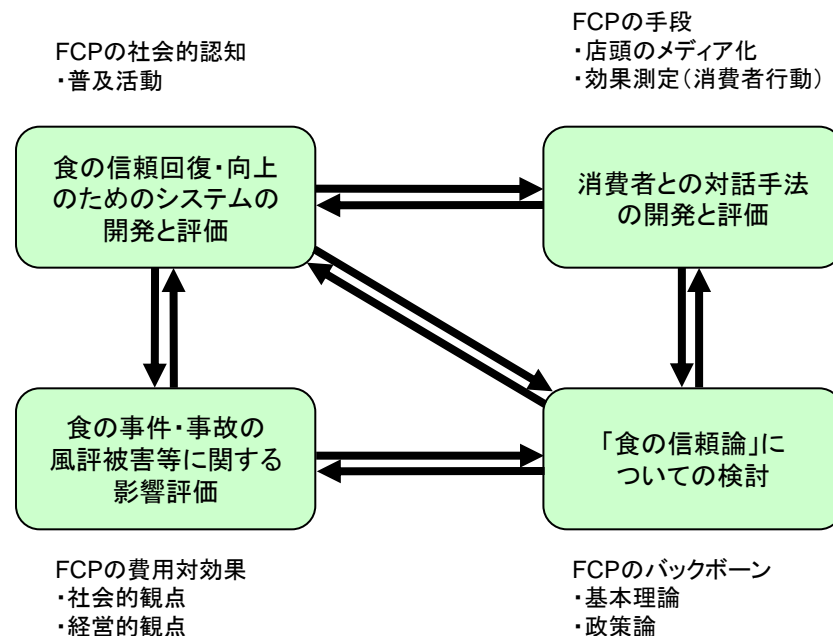 FCPの社会的認知
・普及活動
FCPの手段
・店頭のメディア化
・効果測定(消費者行動)
食の信頼回復・向上
のためのシステムの
開発と評価
消費者との対話手法
の開発と評価
食の事件・事故の
風評被害等に関する
影響評価
「食の信頼論」に
ついての検討
FCPの費用対効果
・社会的観点
・経営的観点
FCPのバックボーン
・基本理論
・政策論